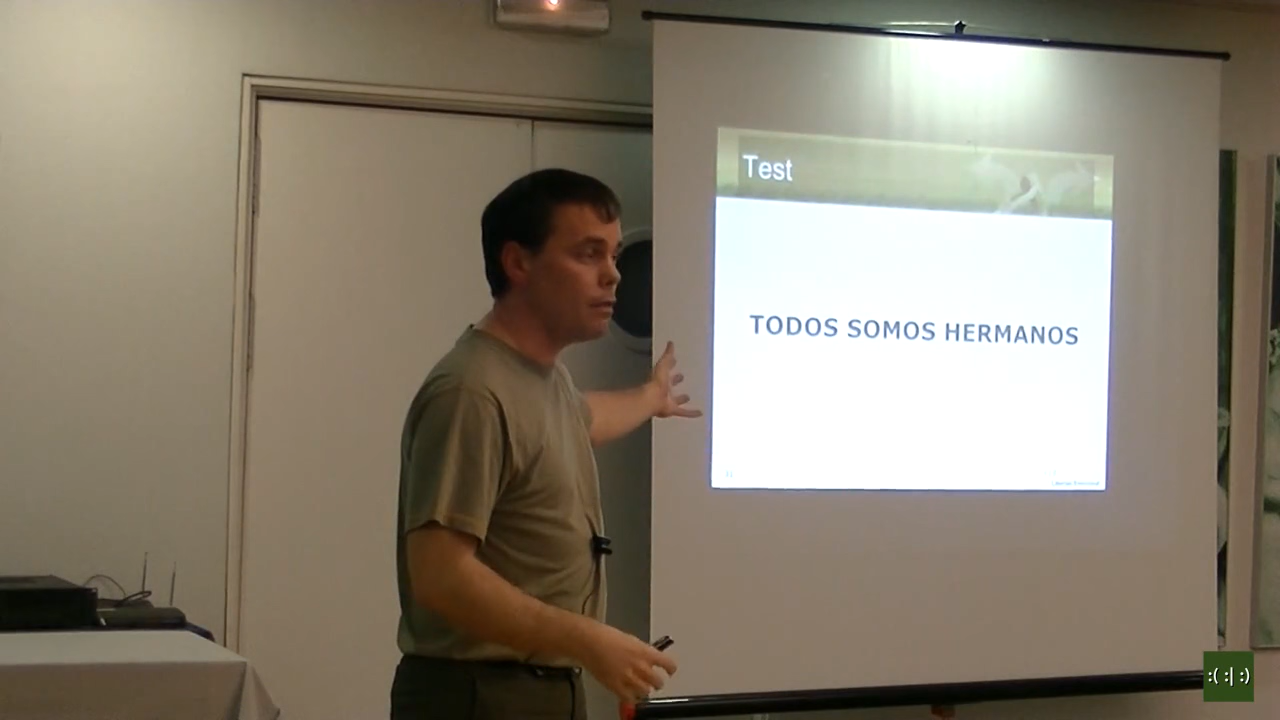 Test
TODOS SOMOS HERMANOS
:( :| :)